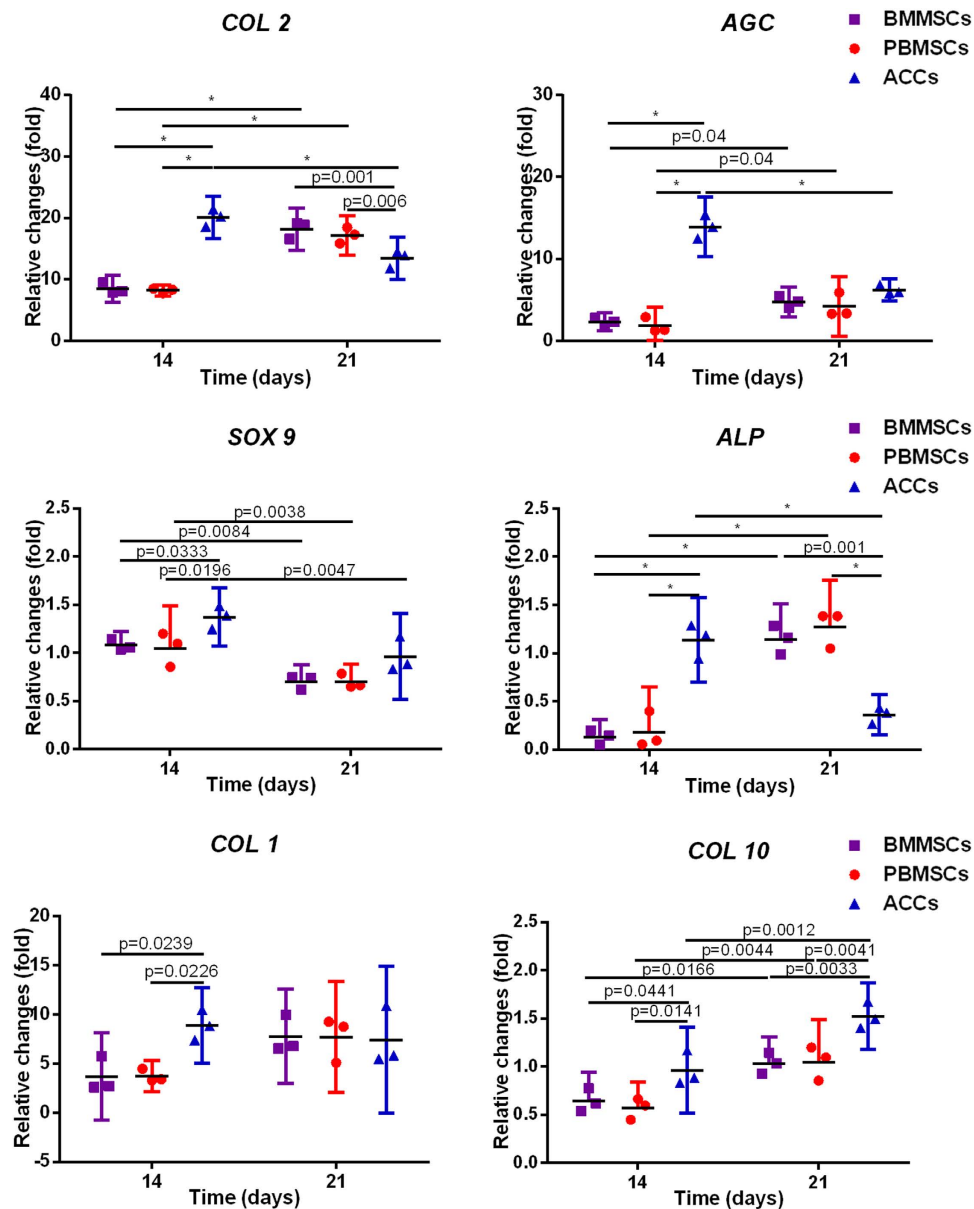 COL 2
AGC
BMMSCs
PBMSCs
ACCs
Relative changes (fold)
40
30
20
10
0
*
*
*
*
*
p=0.001
p=0.006
14
21
Time (days)
Relative changes (fold)
30
20
10
0
*
p=0.04
p=0.04
*
*
14
21
Time (days)
SOX 9
ALP
BMMSCs
PBMSCs
ACCs
Relative changes (fold)
2.5
2.0
1.5
1.0
0.5
0.0
p=0.0038
p=0.0084
p=0.0333
p=0.0196
p=0.0047
14
21
Time (days)
Relative changes (fold)
2.5
2.0
1.5
1.0
0.5
0.0
*
*
*
p=0.001
*
*
*
14
21
Time (days)
COL 1
COL 10
BMMSCs
PBMSCs
ACCs
Relative changes (fold)
20
15
10
5
0
-5
p=0.0239
p=0.0226
14
21
Time (days)
Relative changes (fold)
2.5
2.0
1.5
1.0
0.5
0.0
p=0.0012
p=0.0044
p=0.0041
p=0.0166
p=0.0033
p=0.0441
p=0.0141
14
21
Time (days)